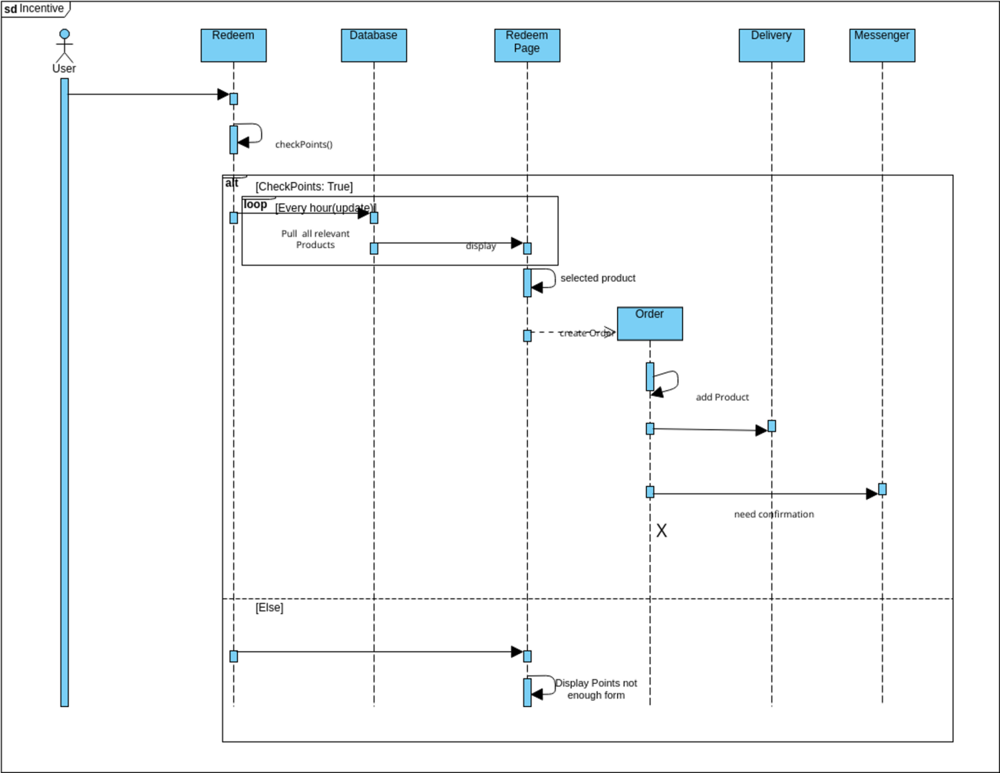 sd Incentive
User
Redeem
Database
Redeem
Page
Delivery
Messenger
checkPoints()
alt
[CheckPoints: True]
loop
[Every hour(update)]
Pull all relevant
Products
display
selected product
Order
create Order
add Product
need confirmation
X
[Else]
Display Points not
enough form